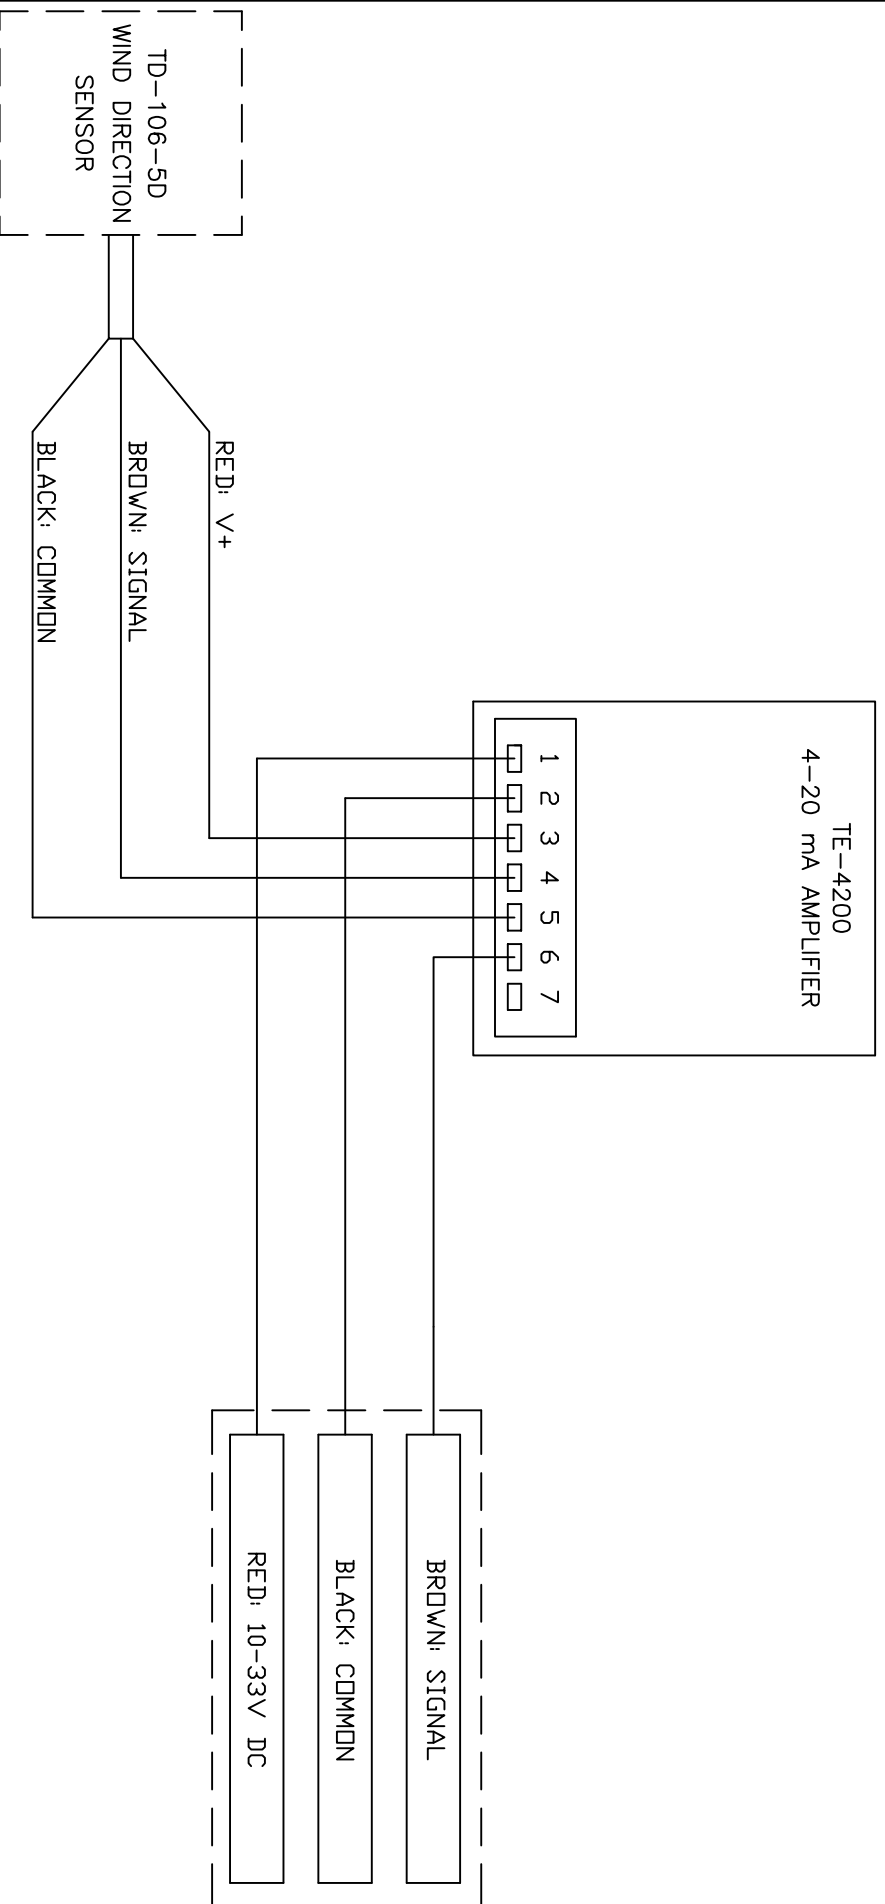 TE-4200
4-20 mA AMPLIFIER
1
2
3
4
5
6
7
TD-106-5D
WIND DIRECTION
SENSOR
RED: V+
BROWN: SIGNAL
BLACK: COMMON
BROWN: SIGNAL
BLACK: COMMON
RED: 10-33V DC